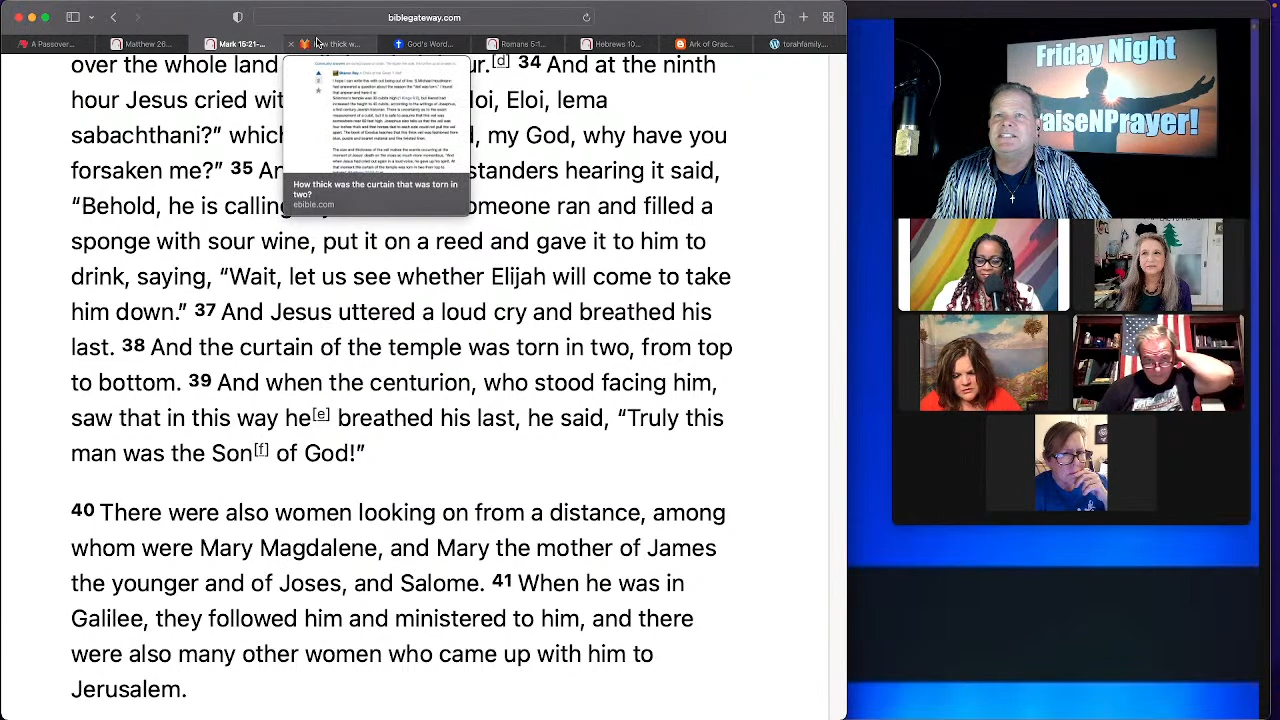 biblegateway.com
A Passover...
Matthew 26...
Mark 15:21-...
How thick w...
God's Word...
Romans 5:1...
Hebrews 10...
Ark of Grac...
torahfamily...
over the whole land
ur.[d] 34 And at the ninth
hour Jesus cried wit
loi, Eloi, lema
sabachthani?” which
, my God, why have you
forsaken me?” 35 An
standers hearing it said,
“Behold, he is calling
omeone ran and filled a
sponge with sour wine, put it on a reed and gave it to him to
drink, saying, “Wait, let us see whether Elijah will come to take
him down.” 37 And Jesus uttered a loud cry and breathed his
last. 38 And the curtain of the temple was torn in two, from top
to bottom. 39 And when the centurion, who stood facing him,
saw that in this way he[e] breathed his last, he said, “Truly this
man was the Son[f] of God!”
40 There were also women looking on from a distance, among
whom were Mary Magdalene, and Mary the mother of James
the younger and of Joses, and Salome. 41 When he was in
Galilee, they followed him and ministered to him, and there
were also many other women who came up with him to
Jerusalem.
How thick was the curtain that was torn in
two?
ebible.com
Friday Night